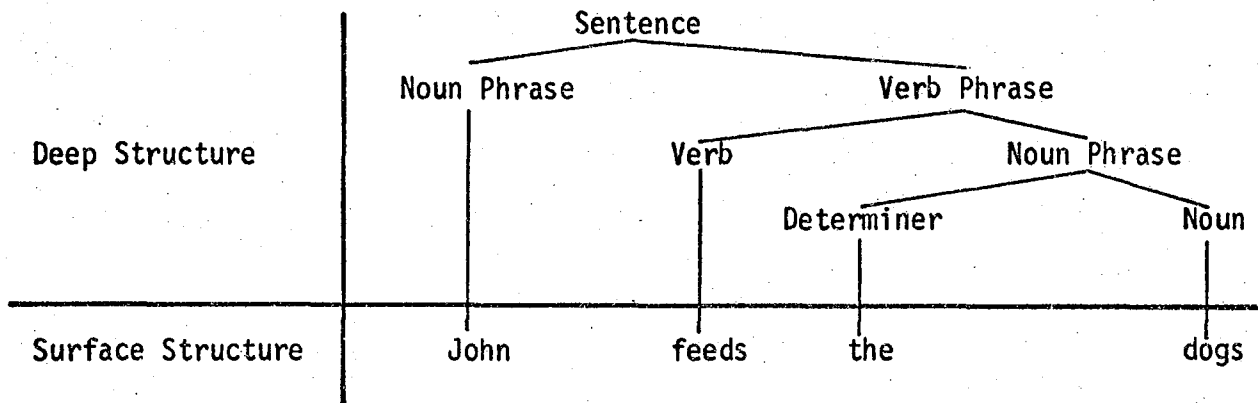 Sentence
Noun Phrase Verb Phrase
Deep Structure Verb Noun Phrase
Determiner Noun
Surface Structure John feeds the dogs